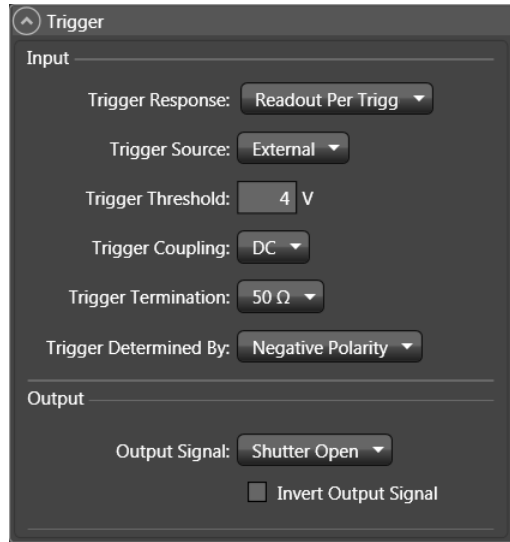 Trigger
Input
Trigger Response: Readout Per Trigg
Trigger Source: External
Trigger Threshold: 4 V
Trigger Coupling: DC
Trigger Termination: 50 Ω
Trigger Determined By: Negative Polarity
Output
Output Signal: Shutter Open
Invert Output Signal